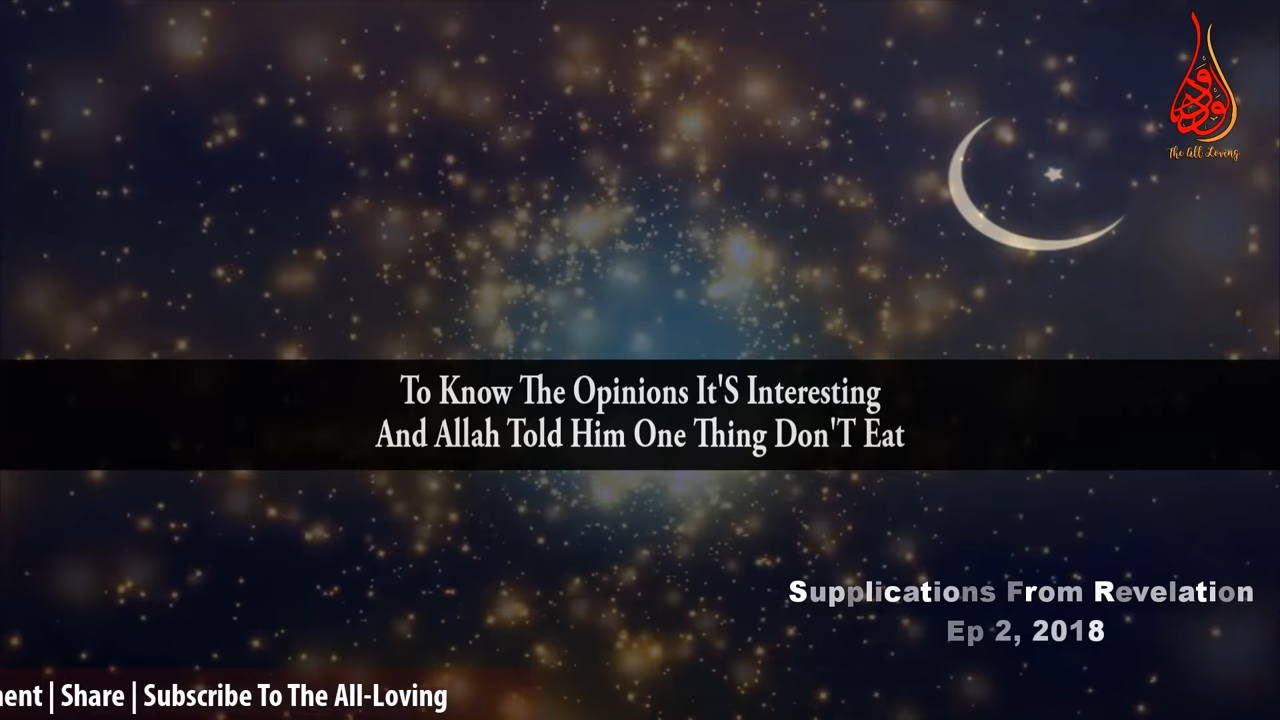 The All Loving
To Know The Opinions It'S Interesting
And Allah Told Him One Thing Don'T Eat
Supplications From Revelation
Ep 2, 2018
| Share | Subscribe To The All-Loving